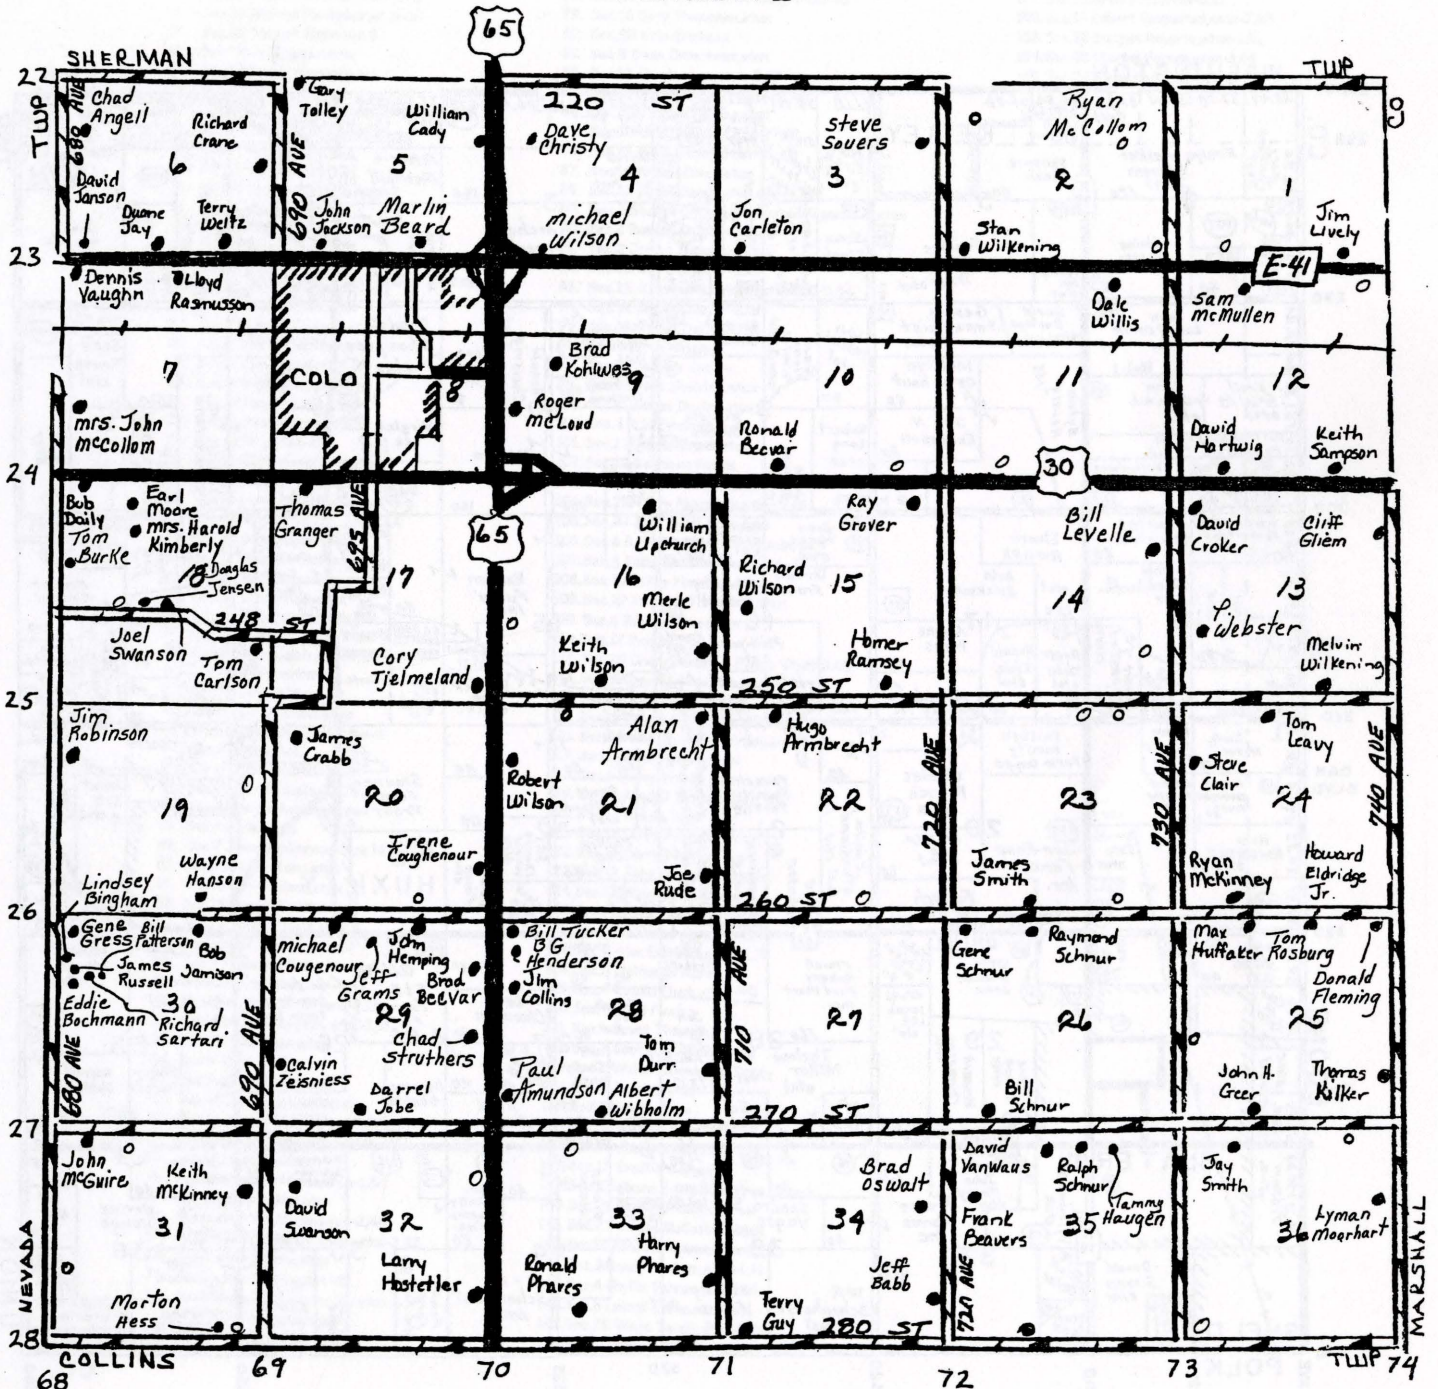 65
SHERMAN
TWP
22
TWP
688 AVE
Chad
Angell
Richard
Crane
6
David
Janson
Duane
Jay
Terry
Weltz
690 AVE
Gary
Tolley
William
Cady
5
John
Jackson
Marlin
Beard
220 ST
Dave
Christy
4
michael
Wilson
Steve
Sovers
3
Jon
Carleton
Ryan
McCollom
2
Stan
Wilkening
1
CO
Jim
Lively
23
E-41
Dennis
Vaughn
Lloyd
Rasmusson
Dale
Willis
Sam
McMullen
7
COLO
8
Brad
Kohlwes
9
10
11
12
mrs. John
McCollom
Roger
McLoud
Ronald
Becvar
David
Hartwig
Keith
Sampson
24
30
Bob
Daily
Tom
Burke
Earl
Moore
mrs. Harold
Kimberly
Thomas
Granger
695 AVE
65
William
Upchurch
Ray
Grover
Bill
Levelle
David
Croker
Cliff
Gliem
18
Douglas
Jensen
17
16
Richard
Wilson
15
14
13
248 ST
Joel
Swanson
Tom
Carlson
Cory
Tjelmeland
Merle
Wilson
Keith
Wilson
Homer
Ramsey
Webster
Melvin
Wilkening
25
250 ST
Jim
Robinson
James
Crabb
Robert
Wilson
Alan
Armbrecht
Hugo
Armbrecht
720 AVE
730 AVE
Tom
Leavy
Steve
Clair
740 AVE
19
20
21
22
23
24
Wayne
Hanson
Irene
Coughenour
Joe
Rude
James
Smith
Ryan
McKinney
Howard
Eldridge
Jr.
Lindsey
Bingham
26
260 ST
Gene
Gress
Bill
Patterson
Bob
Jamison
James
Russell
Eddie
Bochmann
30
Richard
Sartari
680 AVE
690 AVE
michael
Cougenour
Jeff
Grams
John
Hemping
Brad
Becvar
29
Chad
Struthers
Calvin
Zeisniess
Darrel
Jobe
Bill Tucker
BG
Henderson
Jim
Collins
28
Tom
Durr
Paul
Amundson
Albert
Wibholm
710 AVE
27
Gene
Schnur
Raymond
Schnur
26
Bill
Schnur
Max
Huffaker
Tom
Rosburg
Donald
Fleming
25
John H.
Geer
Thomas
Kilker
27
270 ST
John
McGuire
Keith
McKinney
31
Morton
Hess
David
Swanson
32
Larry
Hostetler
33
Ronald
Phares
Harry
Phares
Brad
Oswalt
34
Jeff
Babb
Terry
Guy
280 ST
David
VanWaus
Ralph
Schnur
Tammy
Haugen
Frank
Beavers
35
720 AVE
Jay
Smith
36
Lyman
Moorhart
NEVADA
MARSHALL
28
COLLINS
TWP
68
69
70
71
72
73
74